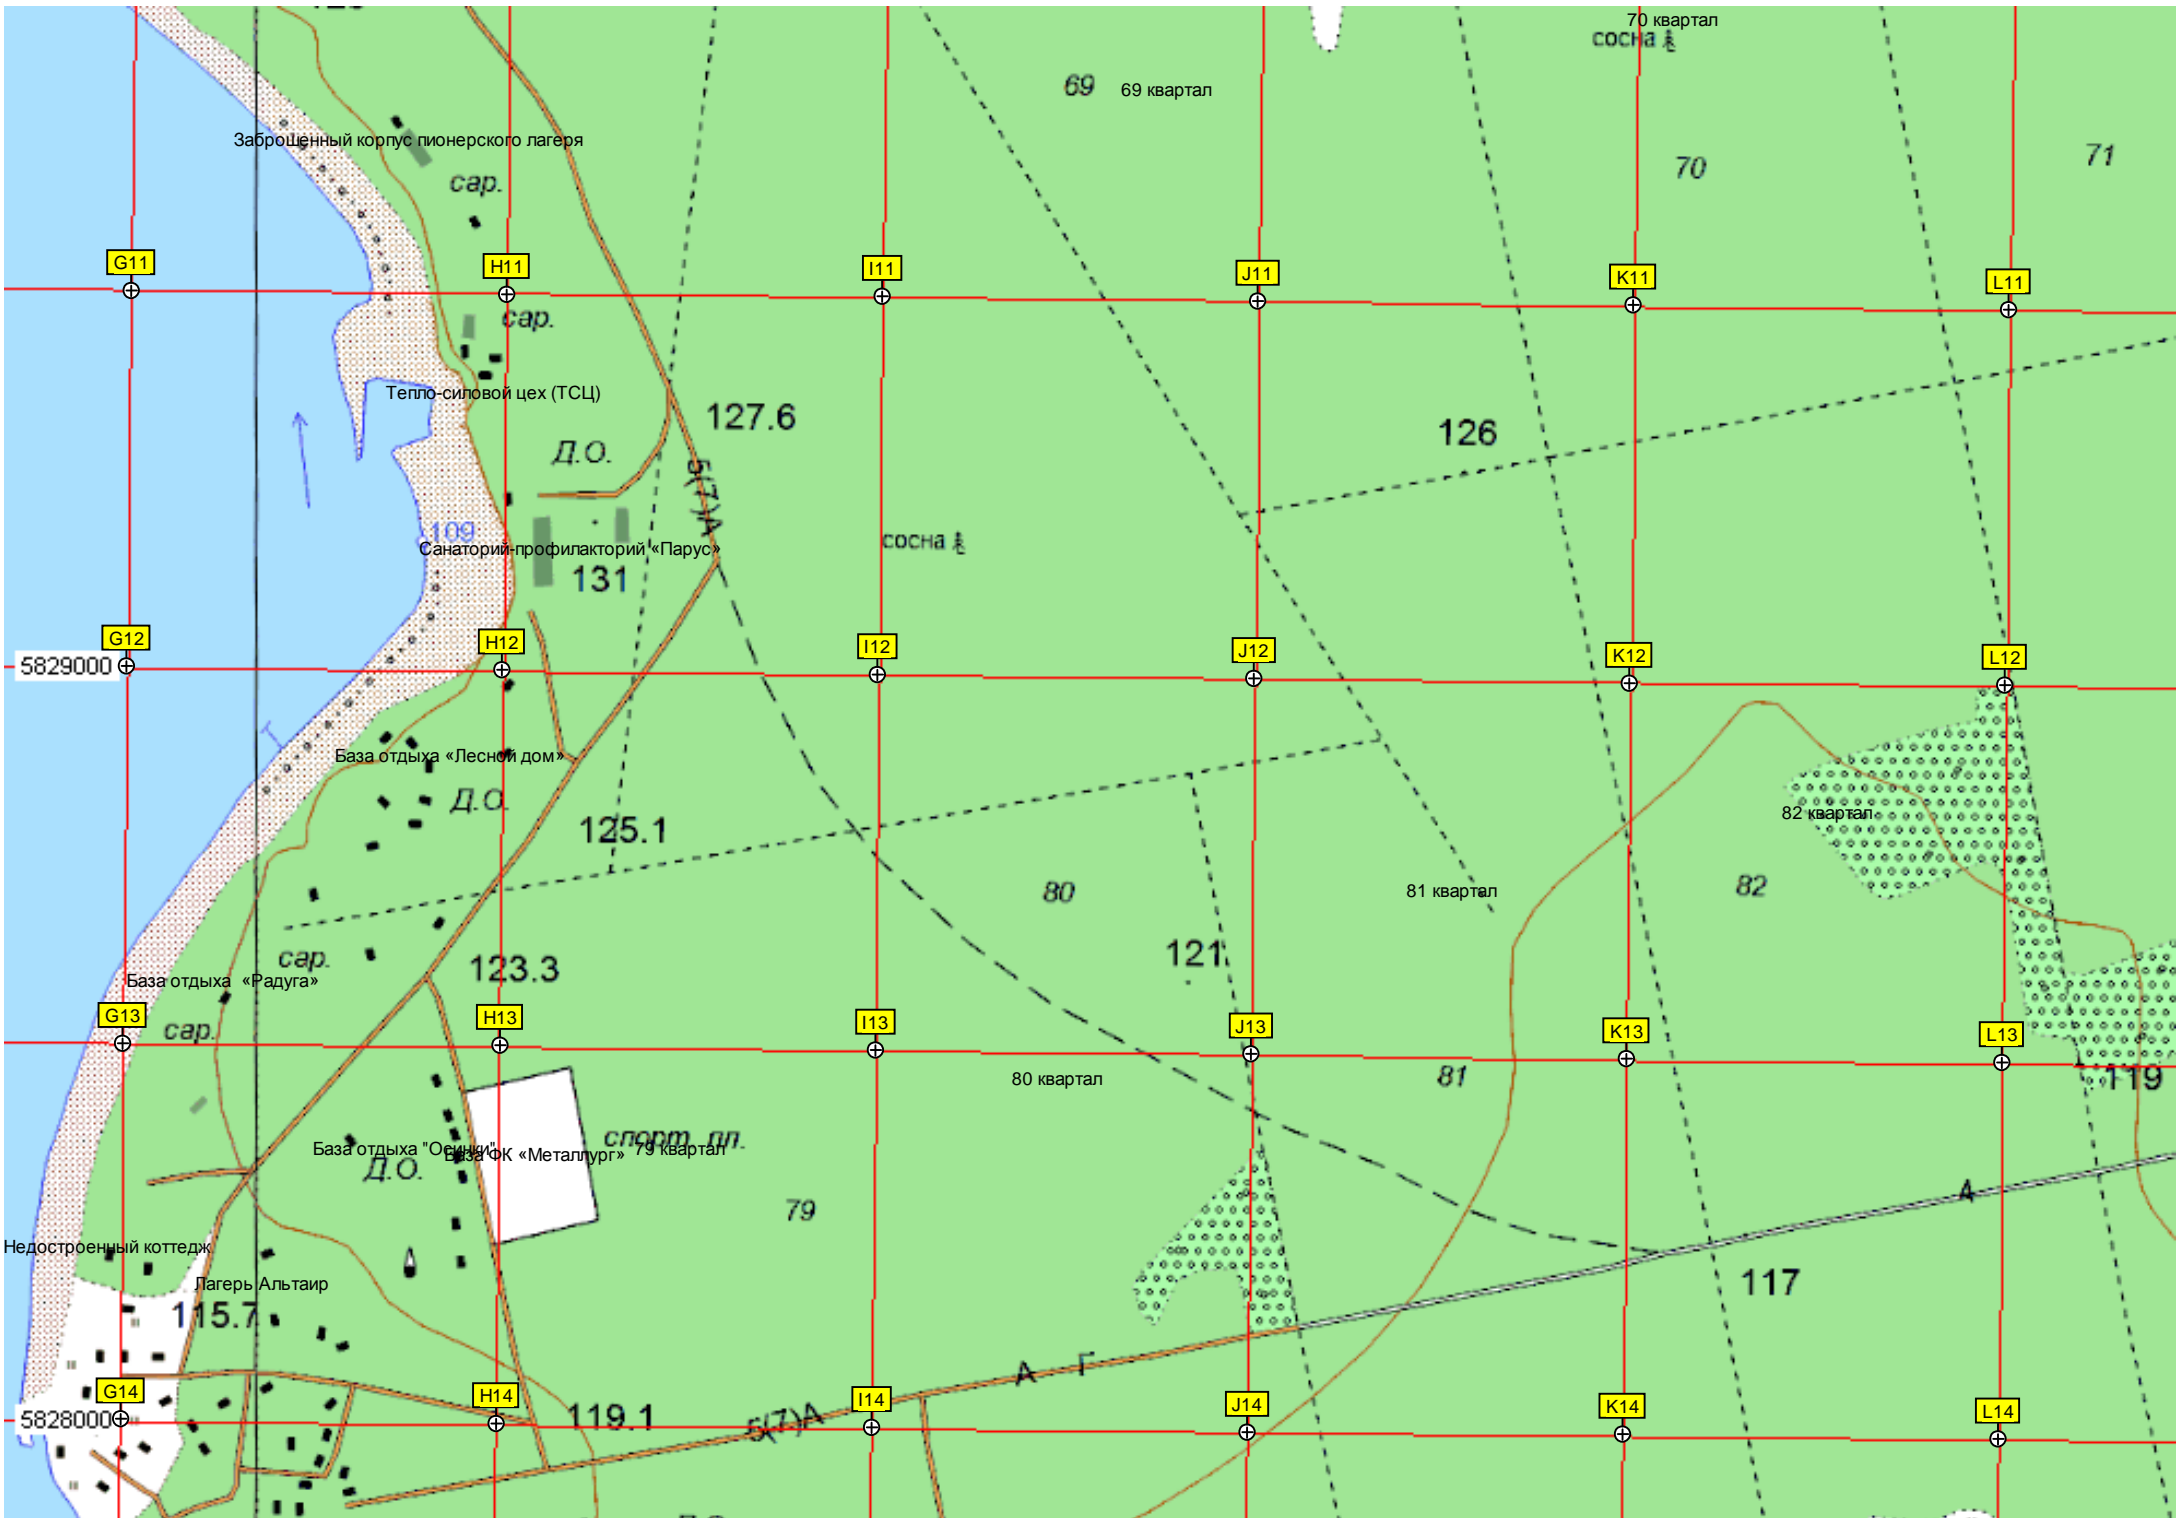 70 квартал
сосна
69
69 квартал
Заброшенный корпус пионерского лагеря
71
70
сар.
G11
H11
I11
J11
K11
L11
сар.
Тепло-силовой цех (ТСЦ)
127.6
126
Д.О.
5(7)А
109
сосна
Санаторий-профилакторий «Парус»
131
G12
H12
I12
J12
K12
L12
5829000
База отдыха «Лесной дом»
Д.О.
82 квартал
125.1
80
81 квартал
82
121
сар.
123.3
База отдыха «Радуга»
G13
H13
I13
J13
K13
L13
сар.
80 квартал
81
119
спорт. пл.
База отдыха "Осинки"
База ФК «Металлург»
79 квартал
Д.О.
79
4
Недостроенный коттедж
Лагерь Альтаир
117
115.7
А Г
G14
H14
I14
J14
K14
L14
5828000
119.1
5(7)А